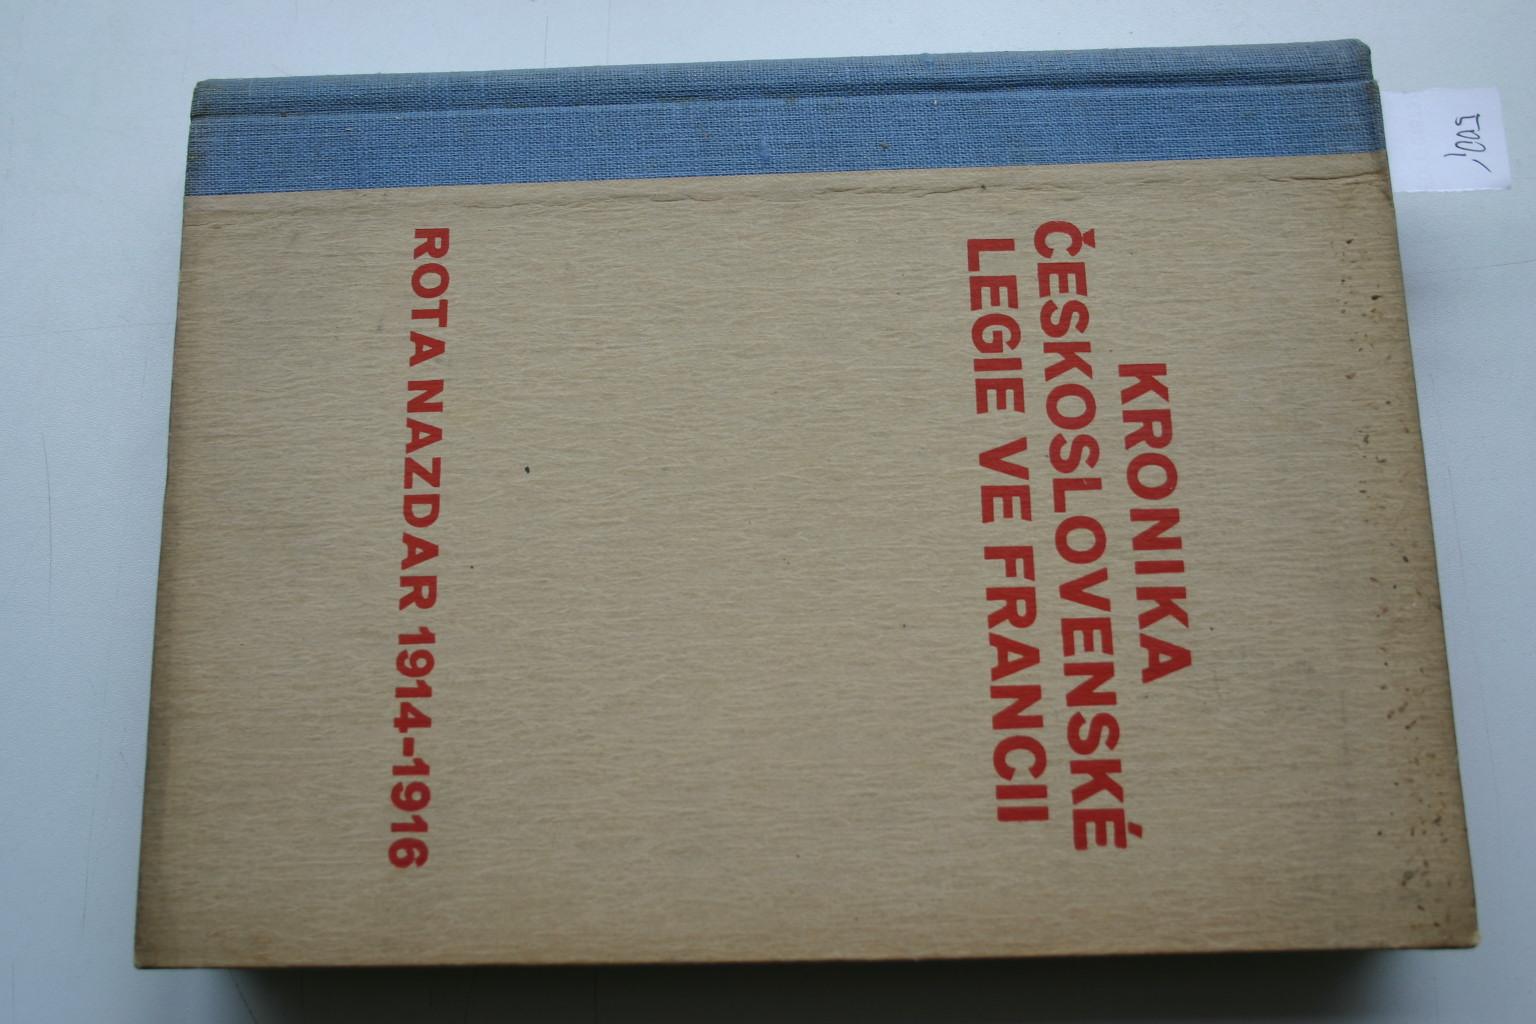 KRONIKA
ČESKOSLOVENSKÉ
LEGIE VE FRANCII
ROTA NAZDAR 1914-1916